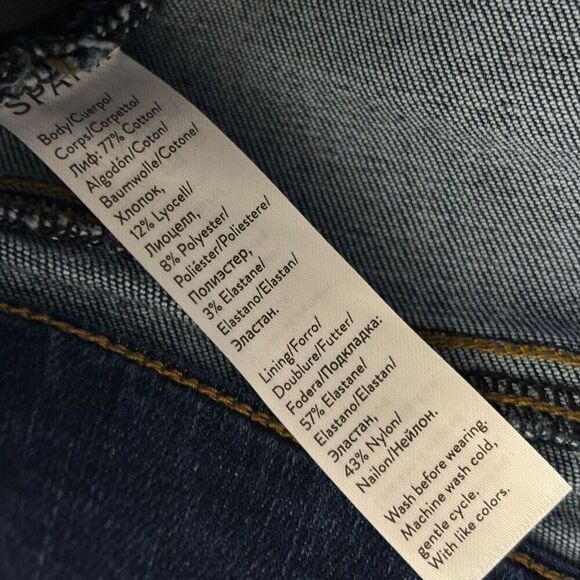 SPA
Body/Cuerpo/
Corps/Corpetto/
Лиф: 77% Cotton/
Algodón/Coton/
Baumwolle/Cotone/
Хлопок,
12% Lyocell/
Лиоцелл,
8% Polyester/
Poliéster/Poliestere/
Полиэстер,
3% Elastane/
Elastano/Elastan/
Эластан.
Lining/Forro/
Doublure/Futter/
Fodera/Подкладка:
57% Elastane/
Elastano/Elastan/
Эластан,
43% Nylon/
Nailon/Нейлон.
Wash before wearing.
Machine wash cold,
gentle cycle.
With like colors.